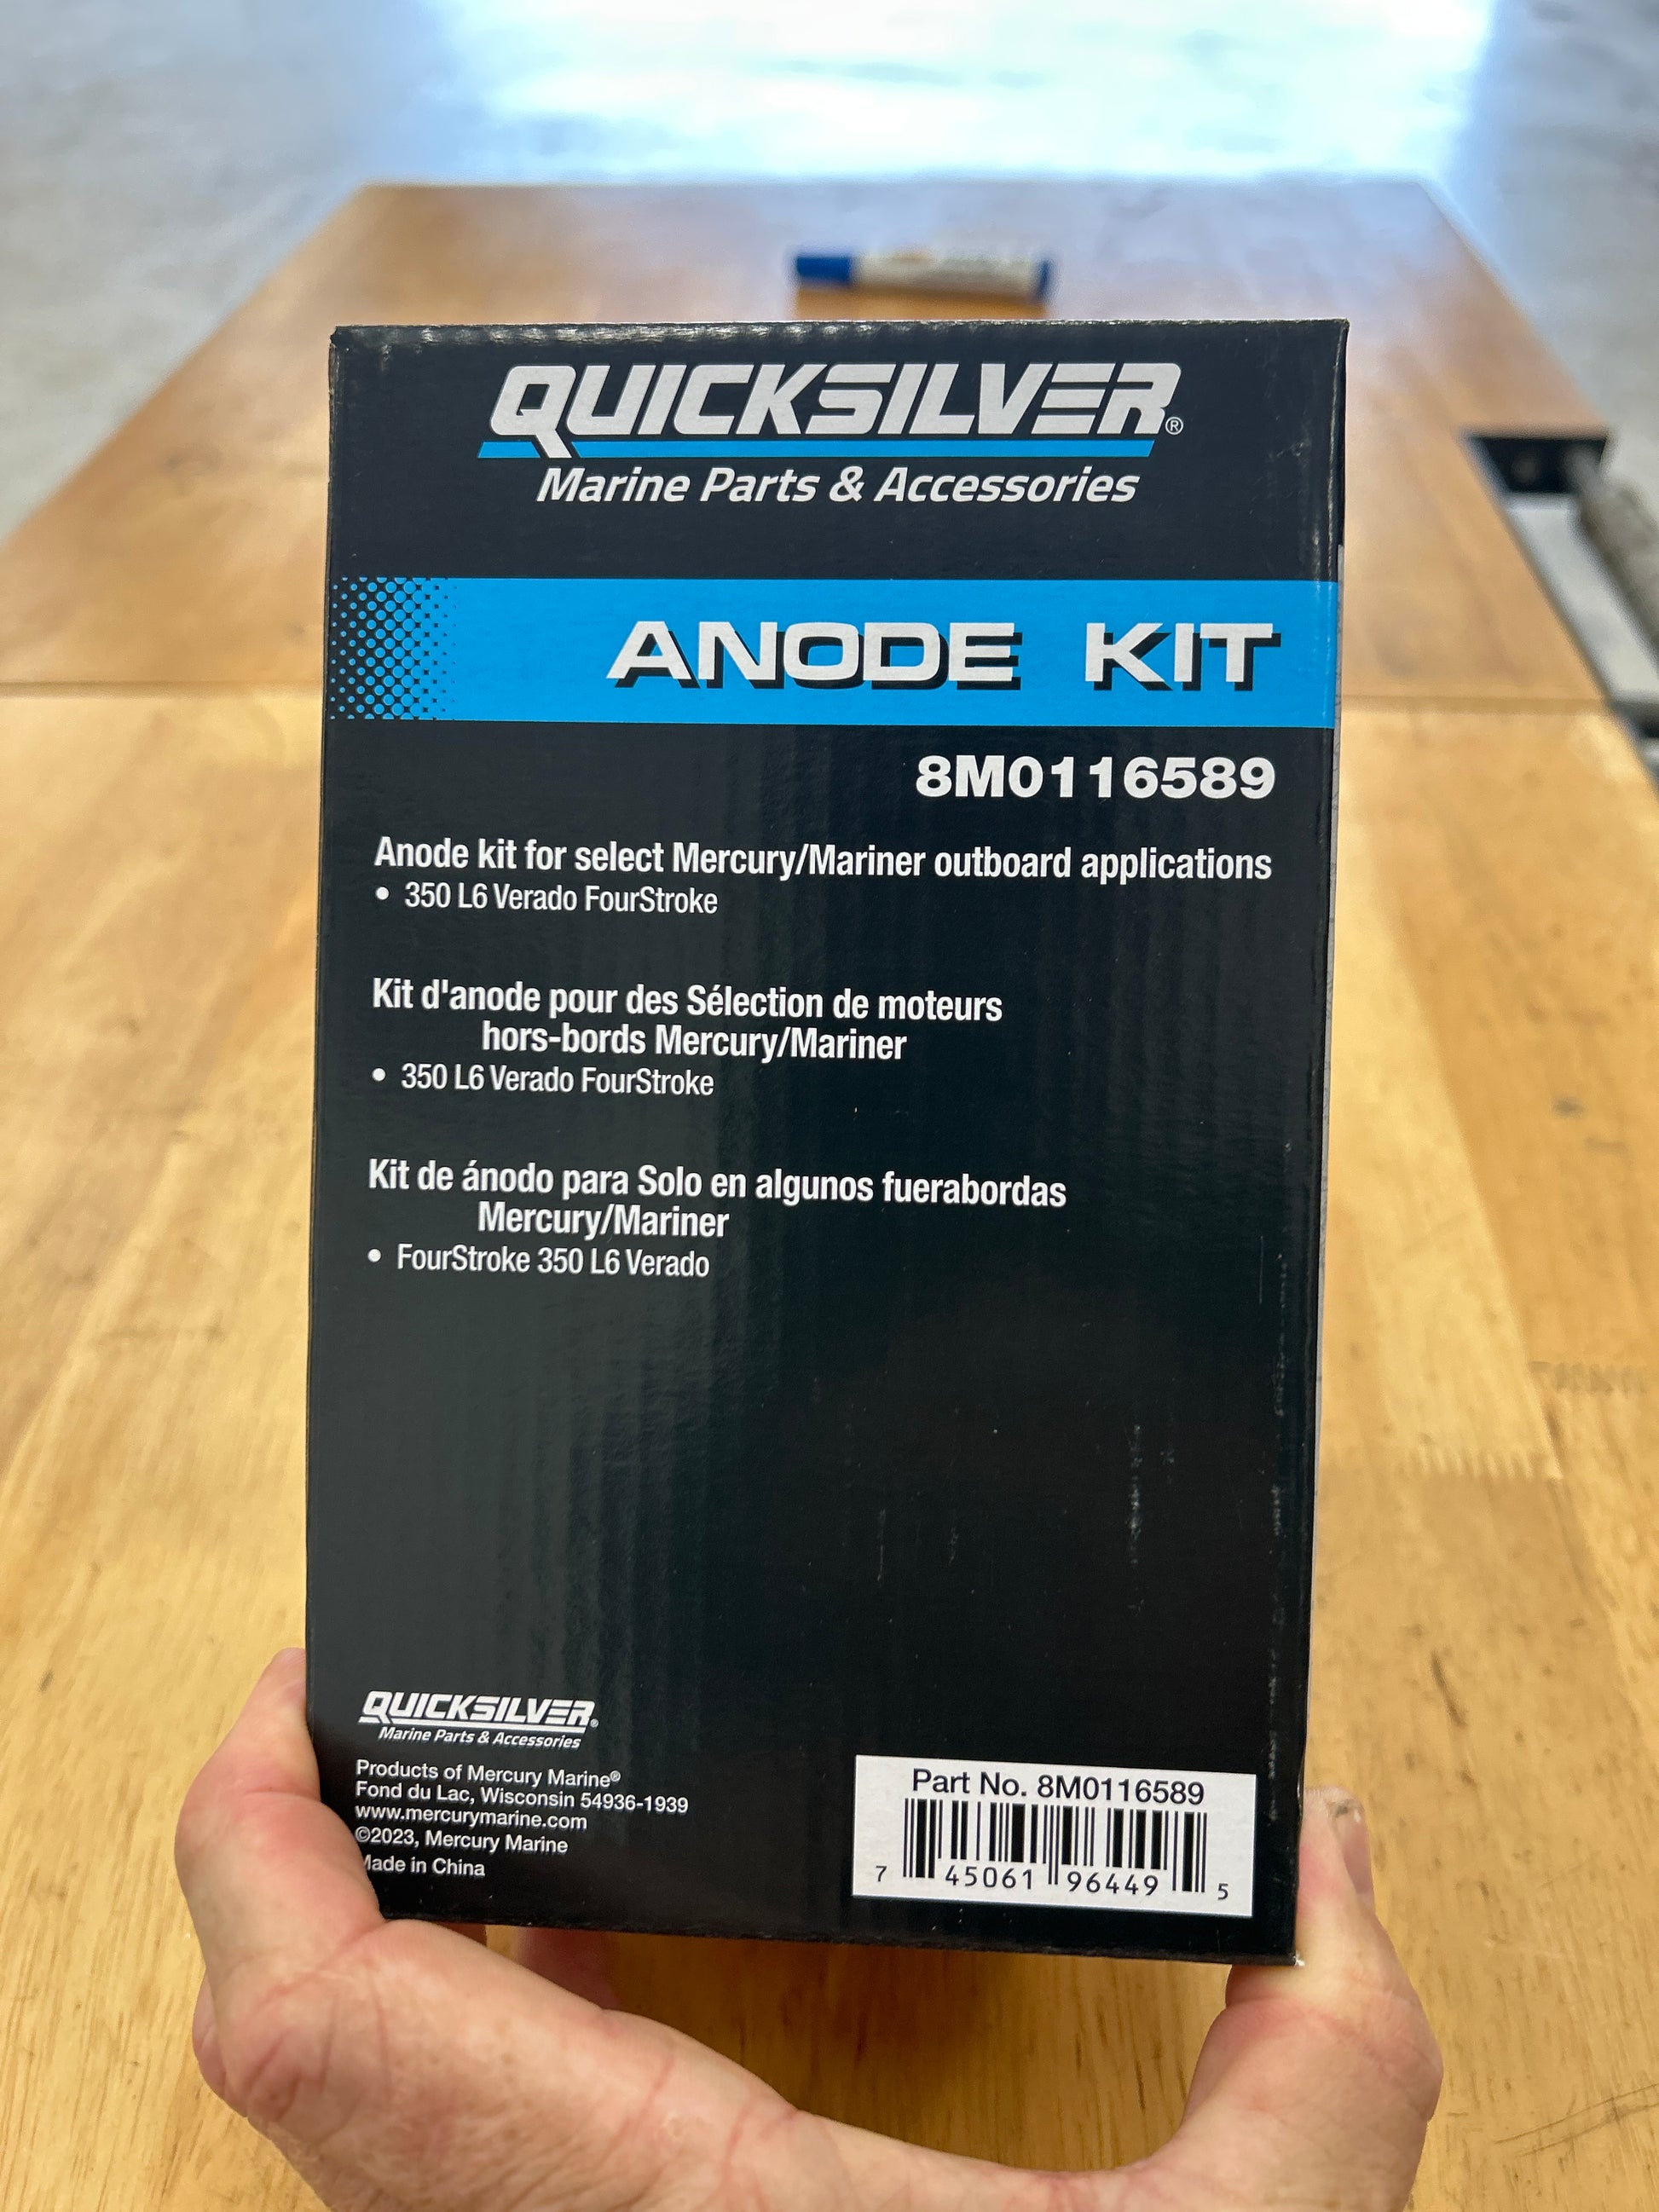 QUICKSILVER®
Marine Parts & Accessories
ANODE KIT
8M0116589
Anode kit for select Mercury/Mariner outboard applications
• 350 L6 Verado FourStroke
Kit d'anode pour des Sélection de moteurs
hors-bords Mercury/Mariner
• 350 L6 Verado FourStroke
Kit de ánodo para Solo en algunos fuerabordas
Mercury/Mariner
• FourStroke 350 L6 Verado
QUICKSILVER®
Marine Parts & Accessories
Products of Mercury Marine®
Fond du Lac, Wisconsin 54936-1939
www.mercurymarine.com
©2023, Mercury Marine
Made in China
Part No. 8M0116589
7 45061 96449 5